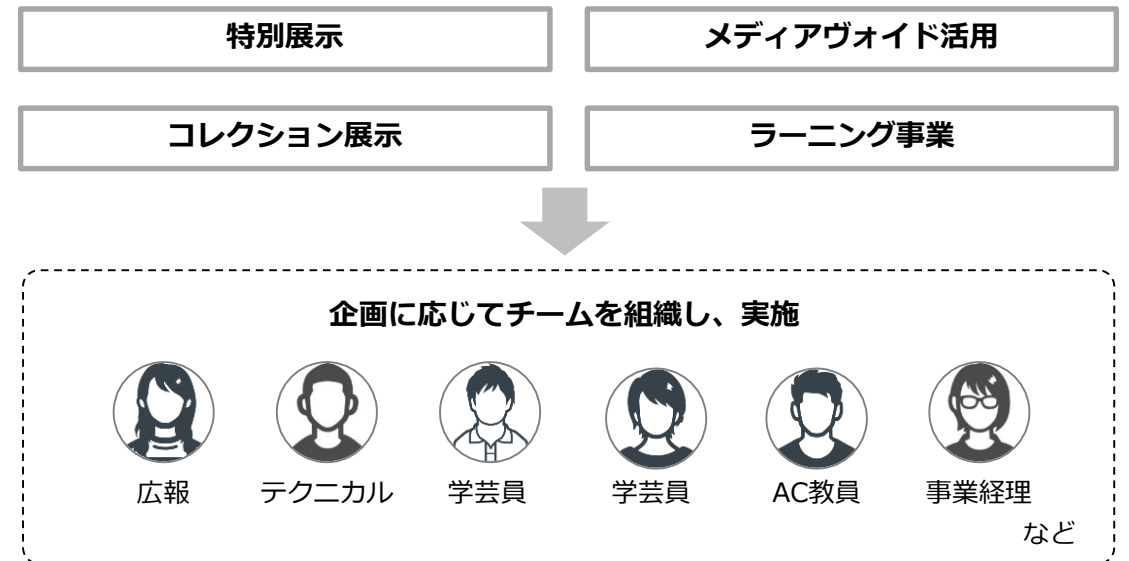 特別展示
メディアヴォイド活用
コレクション展示
ラーニング事業
企画に応じてチームを組織し、実施
広報
テクニカル
学芸員
学芸員
AC教員
事業経理
など